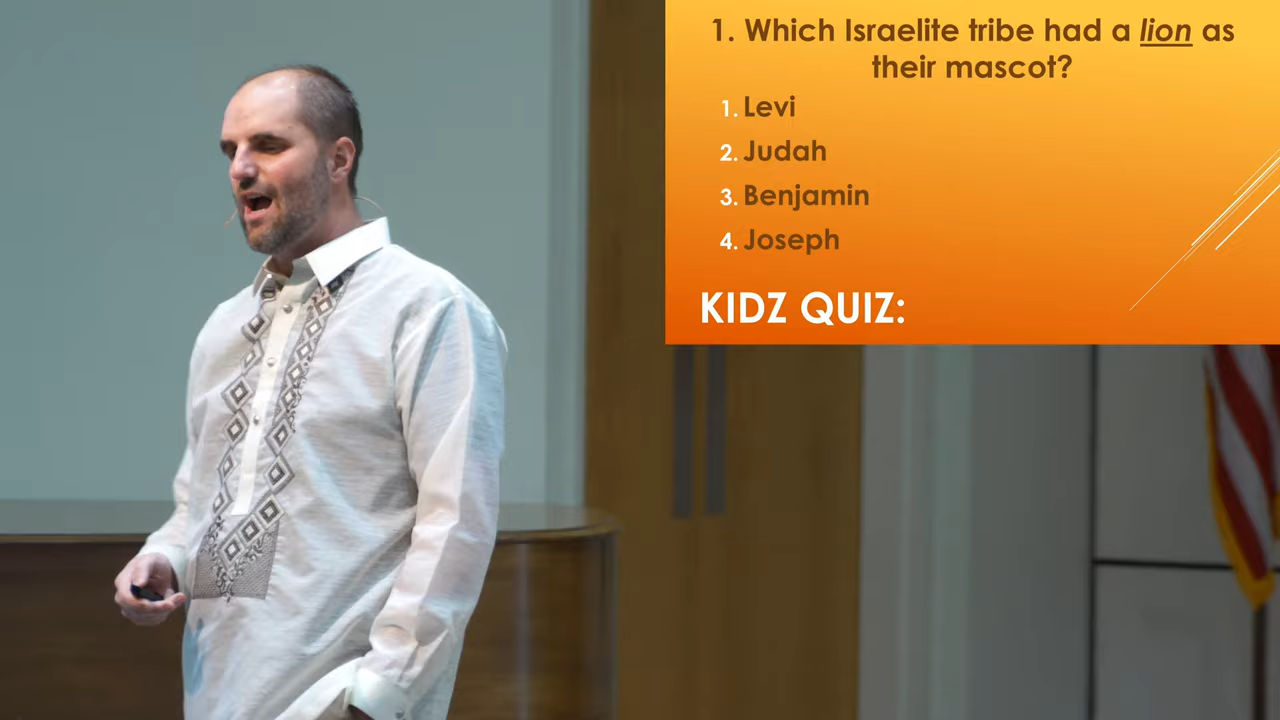 1. Which Israelite tribe had a lion as
their mascot?
1. Levi
2. Judah
3. Benjamin
4. Joseph
KIDZ QUIZ: